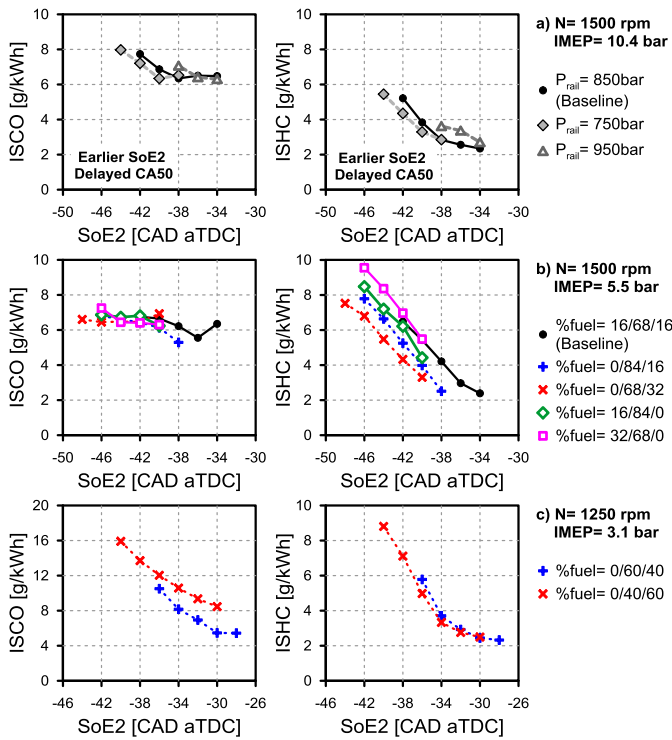 10
8
6
4
2
0
ISCO [g/kWh]
Earlier SoE2
Delayed CA50
-50 -46 -42 -38 -34 -30
SoE2 [CAD aTDC]
10
8
6
4
2
0
ISHC [g/kWh]
Earlier SoE2
Delayed CA50
-50 -46 -42 -38 -34 -30
SoE2 [CAD aTDC]
a) N= 1500 rpm
IMEP= 10.4 bar
Prail= 850bar
(Baseline)
Prail= 750bar
Prail= 950bar
10
8
6
4
2
0
ISCO [g/kWh]
-50 -46 -42 -38 -34 -30
SoE2 [CAD aTDC]
10
8
6
4
2
0
ISHC [g/kWh]
-50 -46 -42 -38 -34 -30
SoE2 [CAD aTDC]
b) N= 1500 rpm
IMEP= 5.5 bar
%fuel= 16/68/16
(Baseline)
%fuel= 0/84/16
%fuel= 0/68/32
%fuel= 16/84/0
%fuel= 32/68/0
20
16
12
8
4
0
ISCO [g/kWh]
-46 -42 -38 -34 -30 -26
SoE2 [CAD aTDC]
10
8
6
4
2
0
ISHC [g/kWh]
-46 -42 -38 -34 -30 -26
SoE2 [CAD aTDC]
c) N= 1250 rpm
IMEP= 3.1 bar
%fuel= 0/60/40
%fuel= 0/40/60